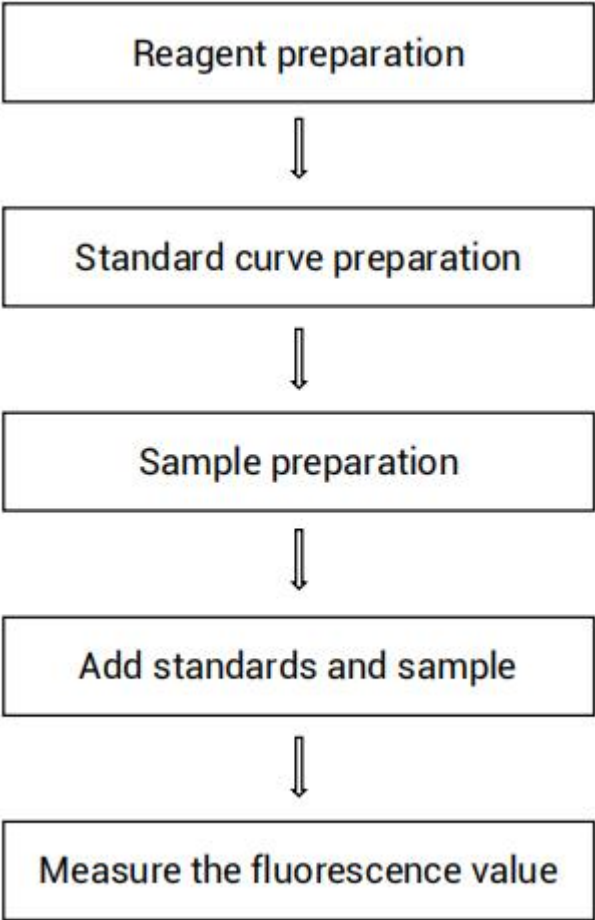 Reagent preparation
Standard curve preparation
Sample preparation
Add standards and sample
Measure the fluorescence value